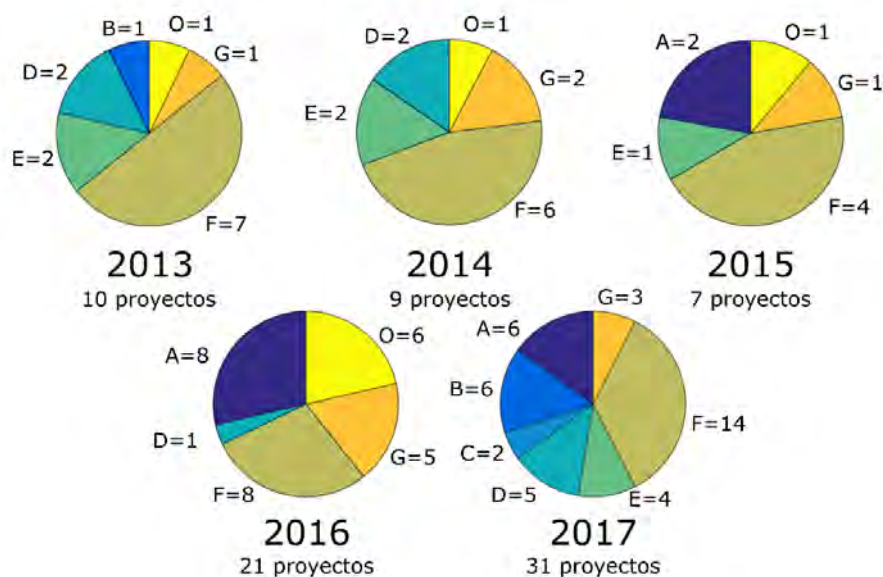 B=1
O=1
G=1
D=2
E=2
F=7
2013
10 proyectos
D=2
O=1
G=2
E=2
F=6
2014
9 proyectos
A=2
O=1
G=1
E=1
F=4
2015
7 proyectos
O=6
A=8
D=1
G=5
F=8
2016
21 proyectos
G=3
A=6
B=6
F=14
C=2
D=5
E=4
2017
31 proyectos